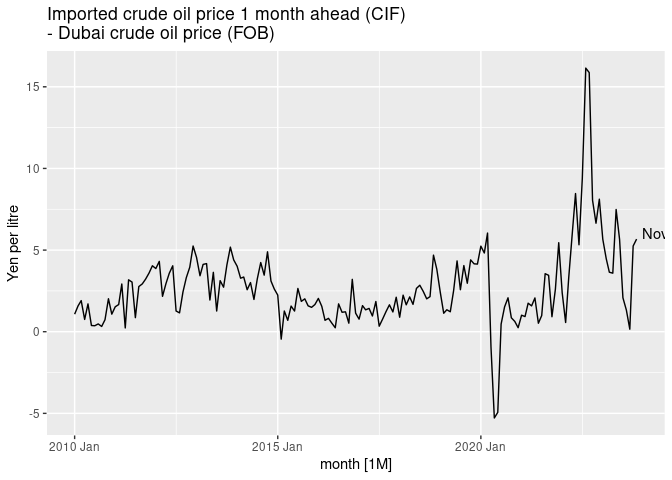 Imported crude oil price 1 month ahead (CIF)
- Dubai crude oil price (FOB)
15
10
5
0
-5
Yen per litre
Nov
2010 Jan
2015 Jan
2020 Jan
month [1M]